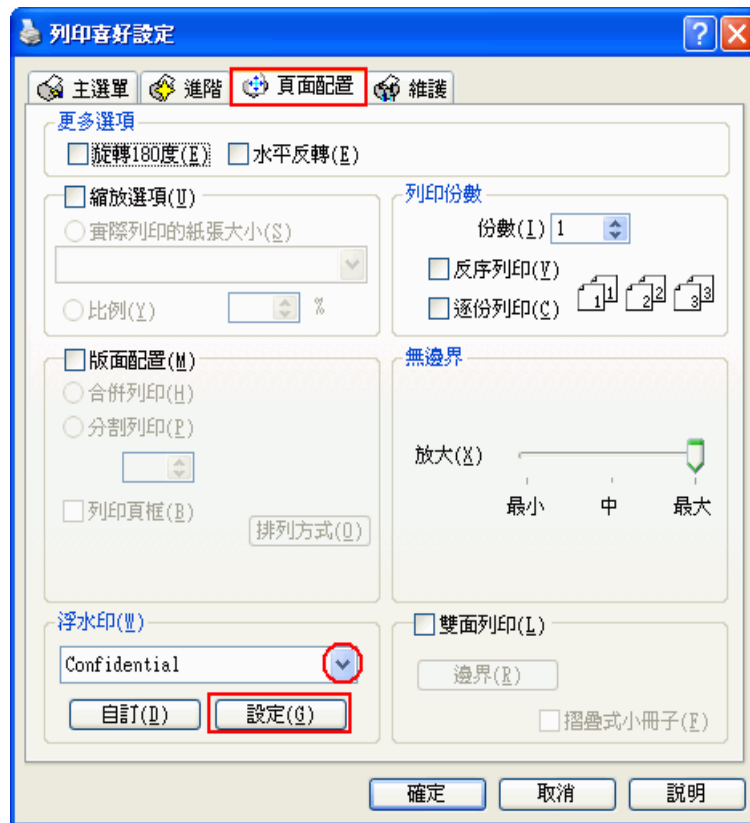 列印喜好設定
主選單 進階 頁面配置 維護
更多選項
旋轉180度(E) 水平反轉(E)
縮放選項(U)
實際列印的紙張大小(S)
比例(Y) %
列印份數
份數(I) 1
反序列印(V)
逐份列印(C) 1 1 2 2 3 3
版面配置(M)
合併列印(H)
分割列印(P)
列印頁框(B)
排列方式(O)
無邊界
放大(X)
最小 中 最大
浮水印(W)
Confidential
自訂(D) 設定(G)
雙面列印(L)
邊界(R)
摺疊式小冊子(F)
確定 取消 說明